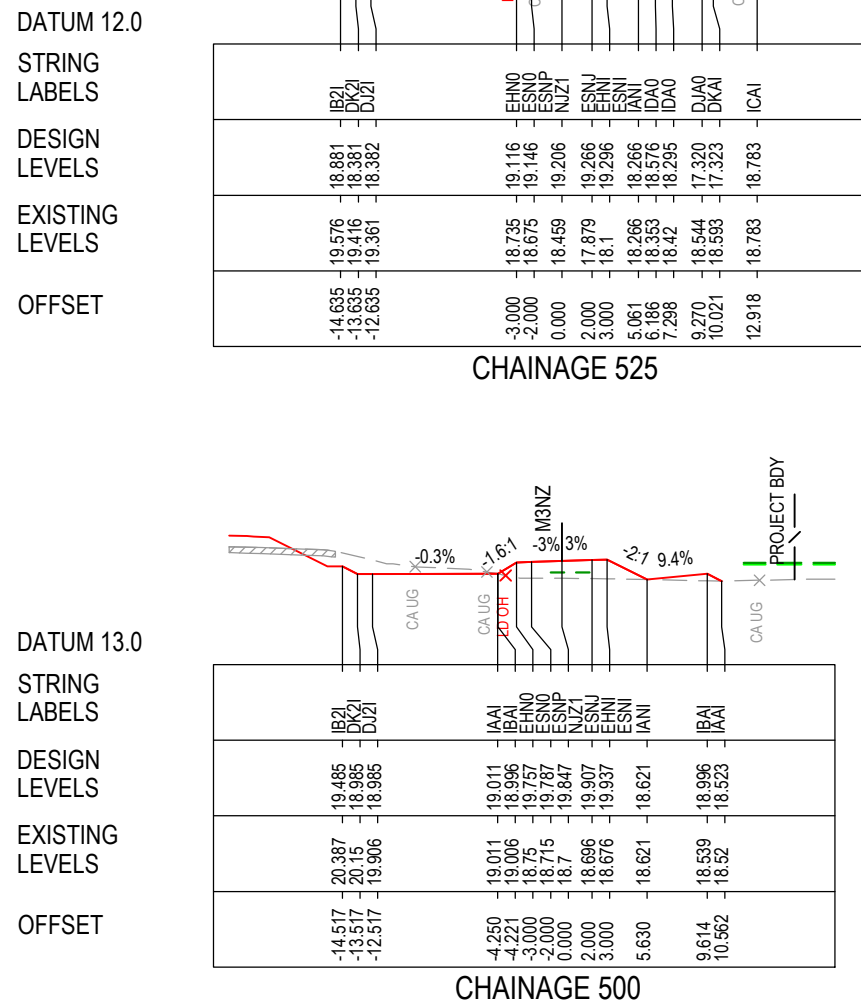 DATUM 12.0
STRING LABELS
IB2I DK2I DJ2I EHN0 ESN0 ESNP NJZ1 ESNJ EHNI ESNI IANI IDA0 IDA0 DJA0 DKAI ICAI
DESIGN LEVELS
18.881 18.381 18.382 19.116 19.146 19.206 19.266 19.296 18.266 18.576 18.295 17.320 17.323 18.783
EXISTING LEVELS
19.576 19.416 19.361 18.735 18.675 18.459 17.879 18.1 18.266 18.353 18.42 18.544 18.593 18.783
OFFSET
-14.635 -13.635 -12.635 -3.000 -2.000 0.000 2.000 3.000 5.061 6.186 7.298 9.270 10.021 12.918
CHAINAGE 525
M3NZ
PROJECT BDY
-0.3% -1.6:1 -3% 3% -2:1 9.4%
CA UG CA UG LD OH CA UG
DATUM 13.0
STRING LABELS
IB2I DK2I DJ2I IAAI IBAI EHN0 ESN0 ESNP NJZ1 ESNJ EHNI ESNI IANI IBAI IAAI
DESIGN LEVELS
19.485 18.985 18.985 19.011 18.996 19.757 19.787 19.847 19.907 19.937 18.621 18.996 18.523
EXISTING LEVELS
20.387 20.15 19.906 19.011 19.006 18.75 18.715 18.7 18.696 18.676 18.621 18.539 18.52
OFFSET
-14.517 -13.517 -12.517 -4.250 -4.221 -3.000 -2.000 0.000 2.000 3.000 5.630 9.614 10.562
CHAINAGE 500